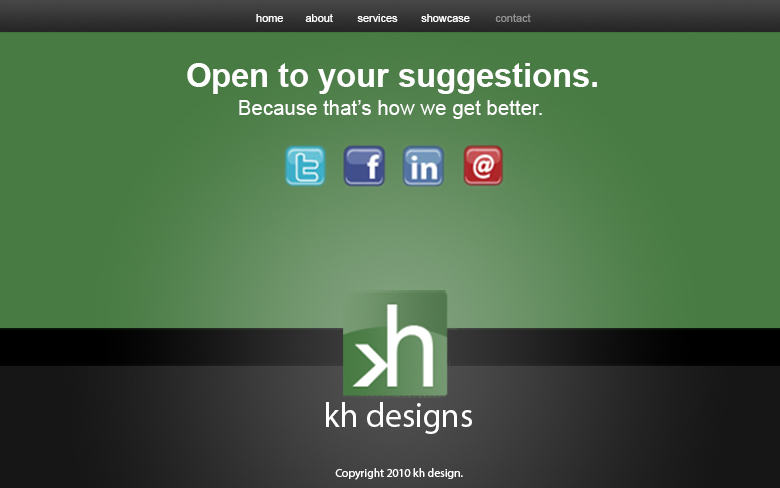 home about services showcase contact
Open to your suggestions.
Because that's how we get better.
t f in @
kh
kh designs
Copyright 2010 kh design.